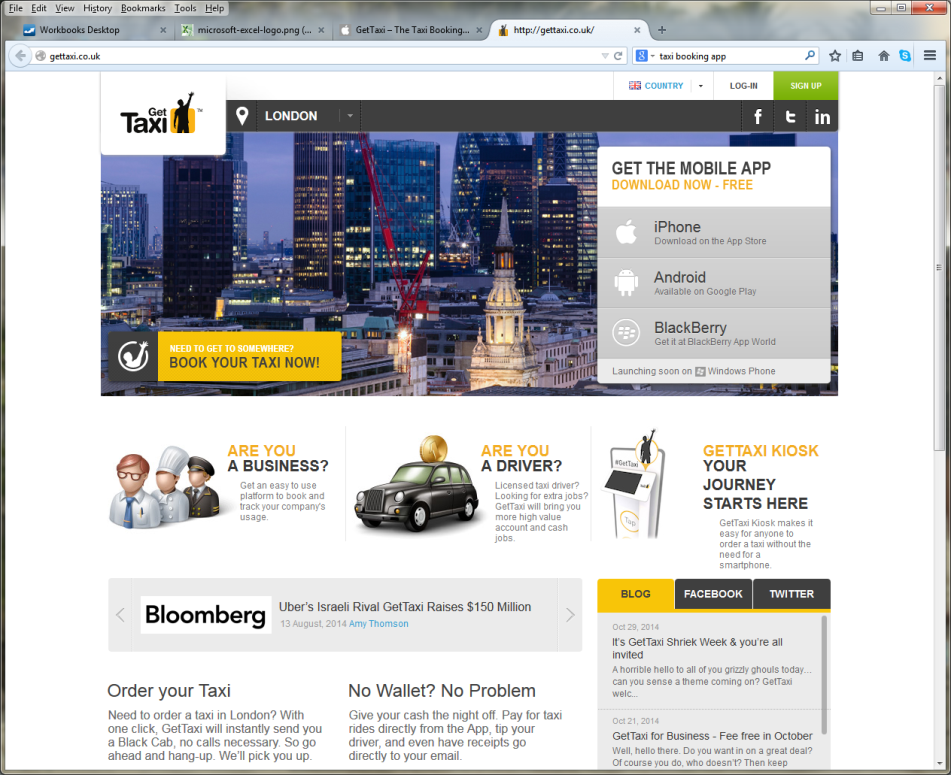 File Edit View History Bookmarks Tools Help
Workbooks Desktop
microsoft-excel-logo.png (...
GetTaxi – The Taxi Booking...
http://gettaxi.co.uk/
gettaxi.co.uk
taxi booking app
COUNTRY
LOG-IN
SIGN UP
Get
Taxi
TM
LONDON
GET THE MOBILE APP
DOWNLOAD NOW - FREE
iPhone
Download on the App Store
Android
Available on Google Play
BlackBerry
Get it at BlackBerry App World
Launching soon on Windows Phone
NEED TO GET TO SOMEWHERE?
BOOK YOUR TAXI NOW!
ARE YOU
A BUSINESS?
Get an easy to use
platform to book and
track your company's
usage.
ARE YOU
A DRIVER?
Licensed taxi driver?
Looking for extra jobs?
GetTaxi will bring you
more high value
account and cash
jobs.
#GetTaxi
Tap
GETTAXI KIOSK
YOUR
JOURNEY
STARTS HERE
GetTaxi Kiosk makes it
easy for anyone to
order a taxi without the
need for a
smartphone.
Bloomberg
Uber's Israeli Rival GetTaxi Raises $150 Million
13 August, 2014 Amy Thomson
BLOG
FACEBOOK
TWITTER
Oct 29, 2014
It's GetTaxi Shriek Week & you're all
invited
A horrible hello to all of you grizzly ghouls today...
can you sense a theme coming on? GetTaxi
welc...
Oct 21, 2014
GetTaxi for Business - Fee free in October
Well, hello there. Do you want in on a great deal?
Of course you do, who doesn't? Then keep
Order your Taxi
Need to order a taxi in London? With
one click, GetTaxi will instantly send you
a Black Cab, no calls necessary. So go
ahead and hang-up. We'll pick you up.
No Wallet? No Problem
Give your cash the night off. Pay for taxi
rides directly from the App, tip your
driver, and even have receipts go
directly to your email.